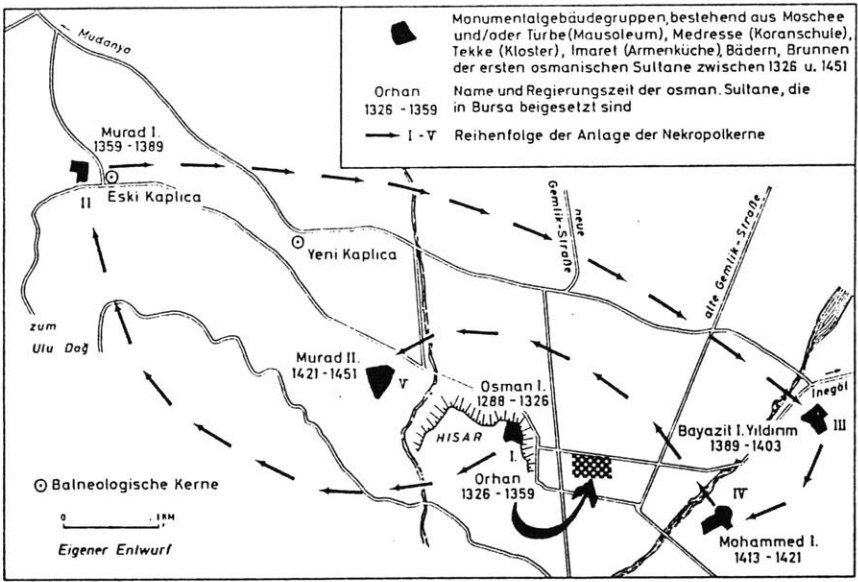 Monumentalgebäudegruppen, bestehend aus Moschee
und/oder Türbe (Mausoleum), Medresse (Koranschule),
Tekke (Kloster), Imaret (Armenküche), Bädern, Brunnen
der ersten osmanischen Sultane zwischen 1326 u. 1451
Orhan
1326 - 1359
Name und Regierungszeit der osman. Sultane, die
in Bursa beigesetzt sind
I - V Reihenfolge der Anlage der Nekropolkerne
Mudanya
Murad I.
1359 - 1389
II
Eski Kaplıca
Yeni Kaplıca
neue
Gemlik-Straße
alte Gemlik-Straße
zum
Ulu Dağ
Murad II.
1421 - 1451
V
Osman I.
1288 - 1326
HISAR
I.
Orhan
1326 - 1359
İnegöl
Bayazit I. Yıldırım
1389 - 1403
III
IV
Mohammed I.
1413 - 1421
Balneologische Kerne
0 1 KM
Eigener Entwurf